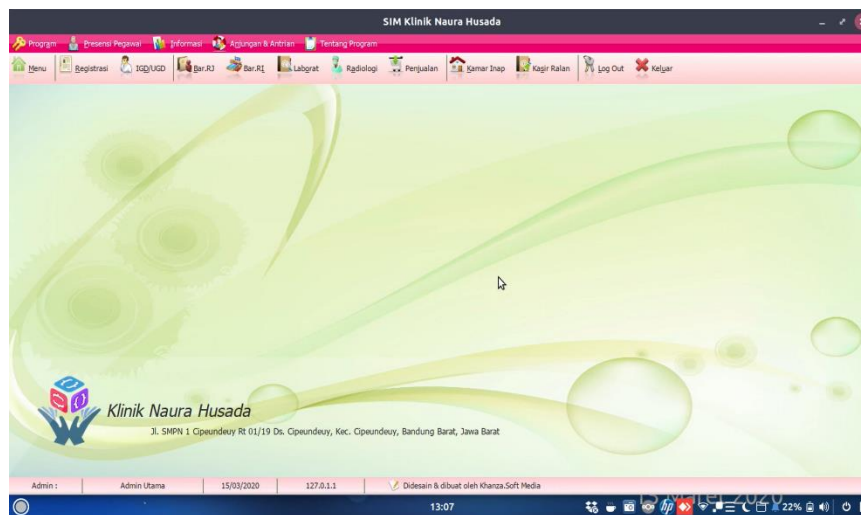 SIM Klinik Naura Husada
Program Presensi Pegawai Informasi Anjungan & Antrian Tentang Program
Menu Registrasi IGD/UGD Bar.RJ Bar.RI Laborat Radiologi Penjualan Kamar Inap Kasir Ralan Log Out Keluar
Klinik Naura Husada
Jl. SMPN 1 Cipeundeuy Rt 01/19 Ds. Cipeundeuy, Kec. Cipeundeuy, Bandung Barat, Jawa Barat
Admin : Admin Utama 15/03/2020 127.0.1.1 Didesain & dibuat oleh Khanza.Soft Media
13:07 hp 22%